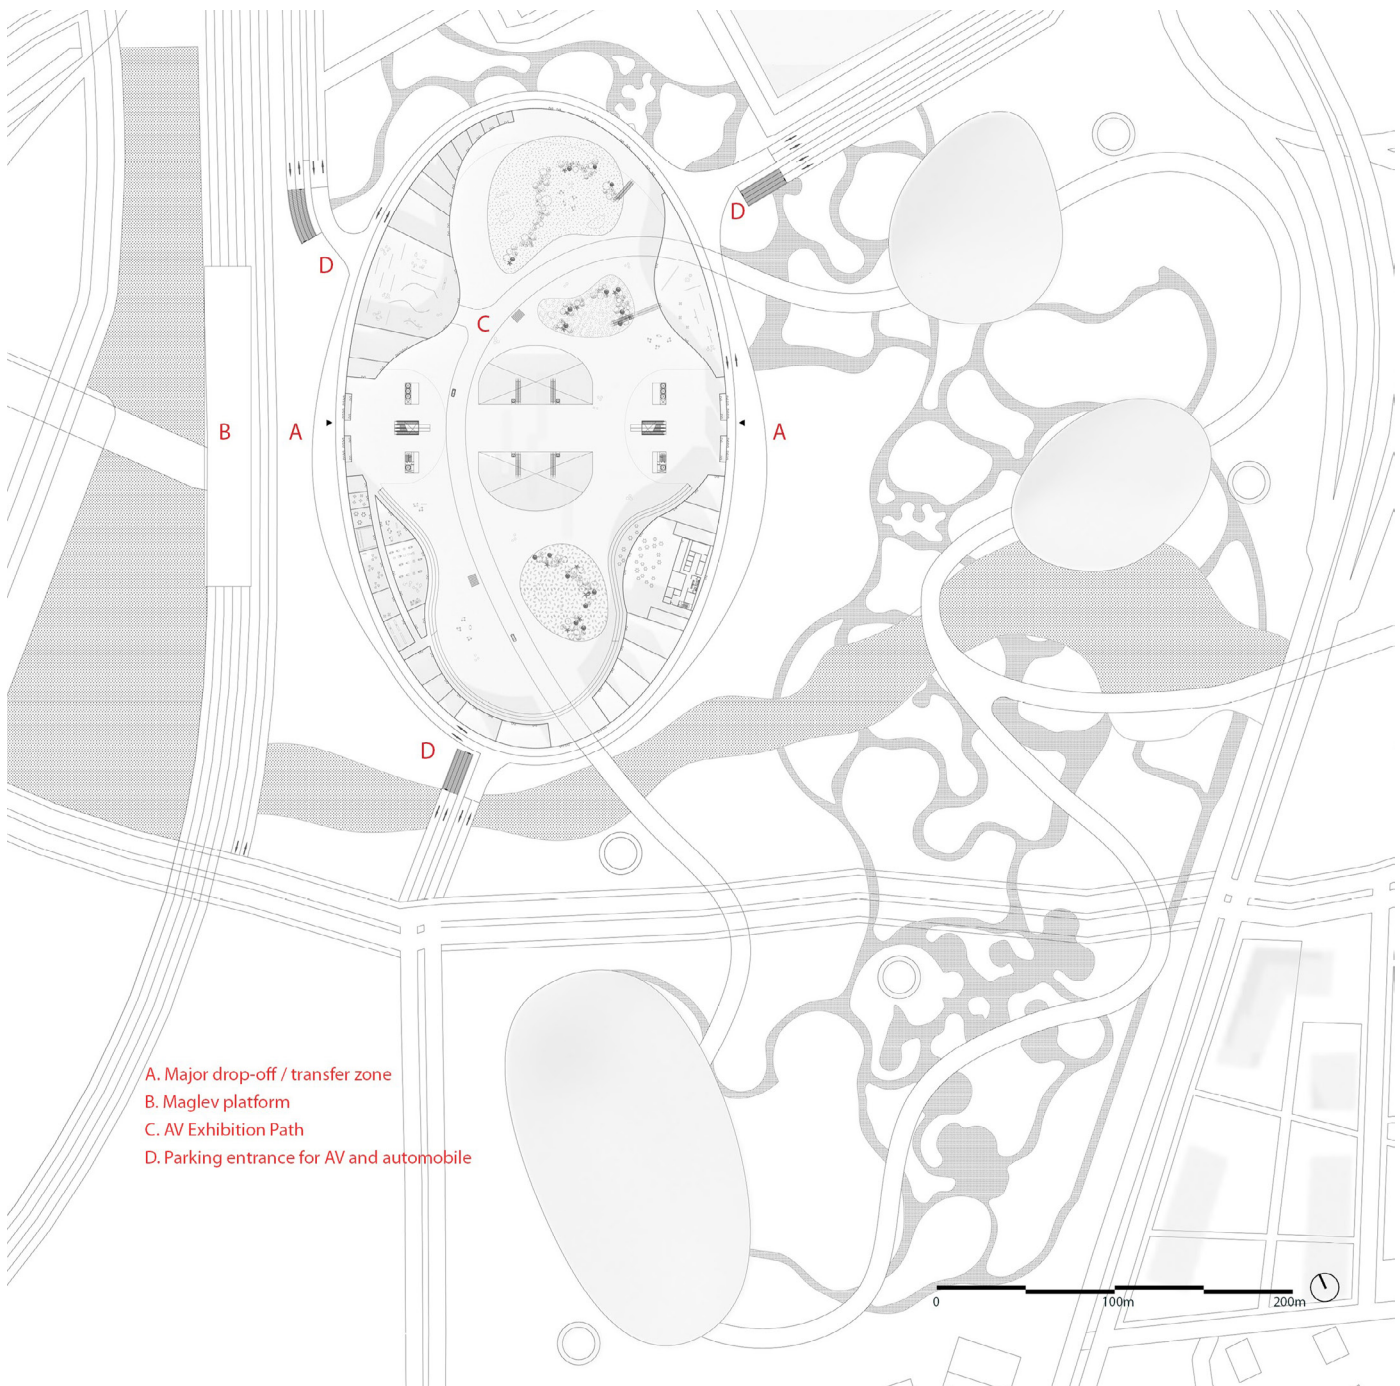 D
D
C
B
A
A
D
A. Major drop-off / transfer zone
B. Maglev platform
C. AV Exhibition Path
D. Parking entrance for AV and automobile
0
100m
200m